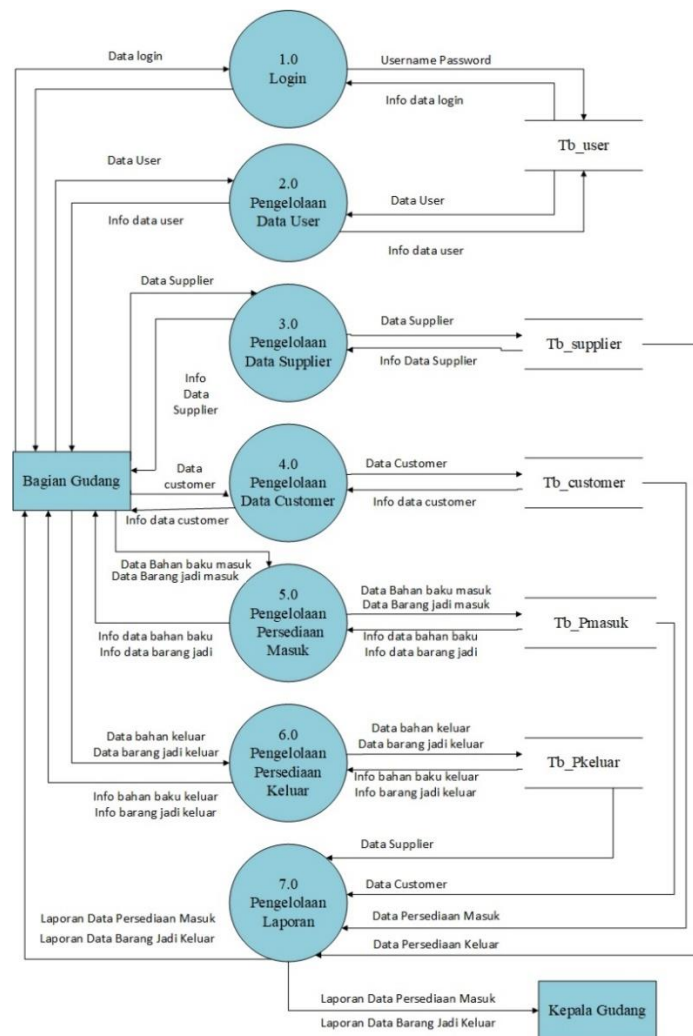 Data login
1.0
Login
Username Password
Info data login
Tb_user
Data User
2.0
Pengelolaan
Data User
Data User
Info data user
Info data user
Data Supplier
3.0
Pengelolaan
Data Supplier
Data Supplier
Info Data Supplier
Tb_supplier
Info
Data
Supplier
Bagian Gudang
Data
customer
4.0
Pengelolaan
Data Customer
Data Customer
Info data customer
Tb_customer
Info data customer
Data Bahan baku masuk
Data Barang jadi masuk
5.0
Pengelolaan
Persediaan
Masuk
Data Bahan baku masuk
Data Barang jadi masuk
Info data bahan baku
Info data barang jadi
Tb_Pmasuk
Info data bahan baku
Info data barang jadi
Data bahan keluar
Data barang jadi keluar
6.0
Pengelolaan
Persediaan
Keluar
Data bahan keluar
Data barang jadi keluar
Info bahan baku keluar
Info barang jadi keluar
Tb_Pkeluar
Info bahan baku keluar
Info barang jadi keluar
Data Supplier
7.0
Pengelolaan
Laporan
Data Customer
Data Persediaan Masuk
Data Persediaan Keluar
Laporan Data Persediaan Masuk
Laporan Data Barang Jadi Keluar
Laporan Data Persediaan Masuk
Laporan Data Barang Jadi Keluar
Kepala Gudang